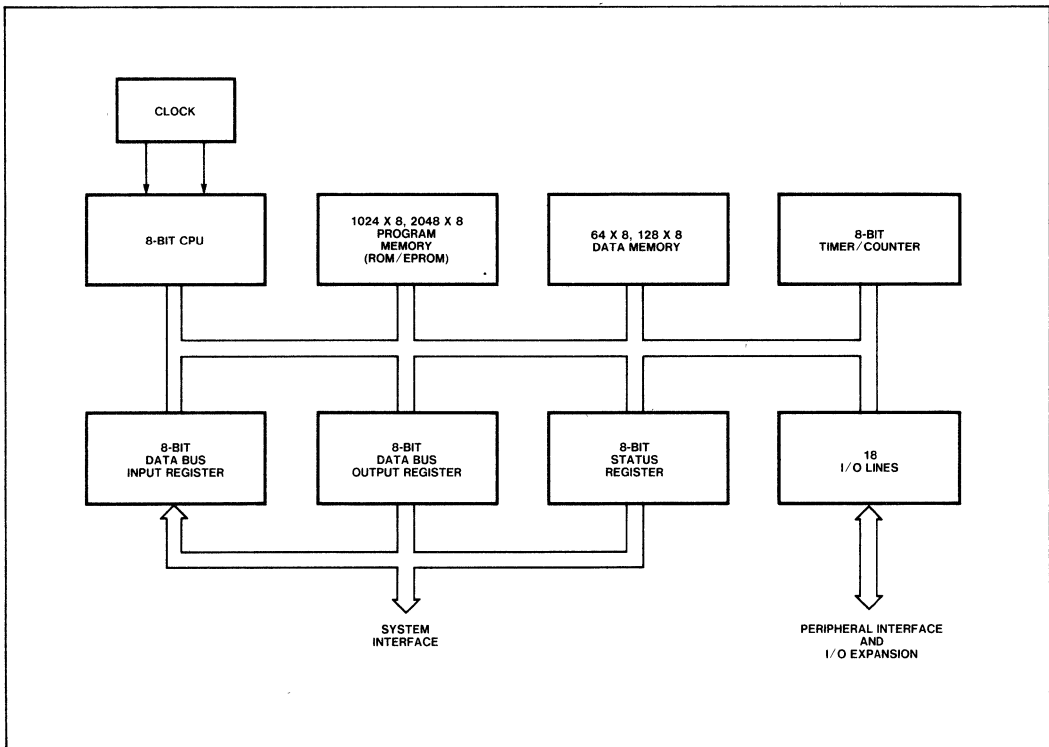 CLOCK
8-BIT CPU
1024 X 8, 2048 X 8
PROGRAM
MEMORY
(ROM/EPROM)
64 X 8, 128 X 8
DATA MEMORY
8-BIT
TIMER/COUNTER
8-BIT
DATA BUS
INPUT REGISTER
8-BIT
DATA BUS
OUTPUT REGISTER
8-BIT
STATUS
REGISTER
18
I/O LINES
SYSTEM
INTERFACE
PERIPHERAL INTERFACE
AND
I/O EXPANSION